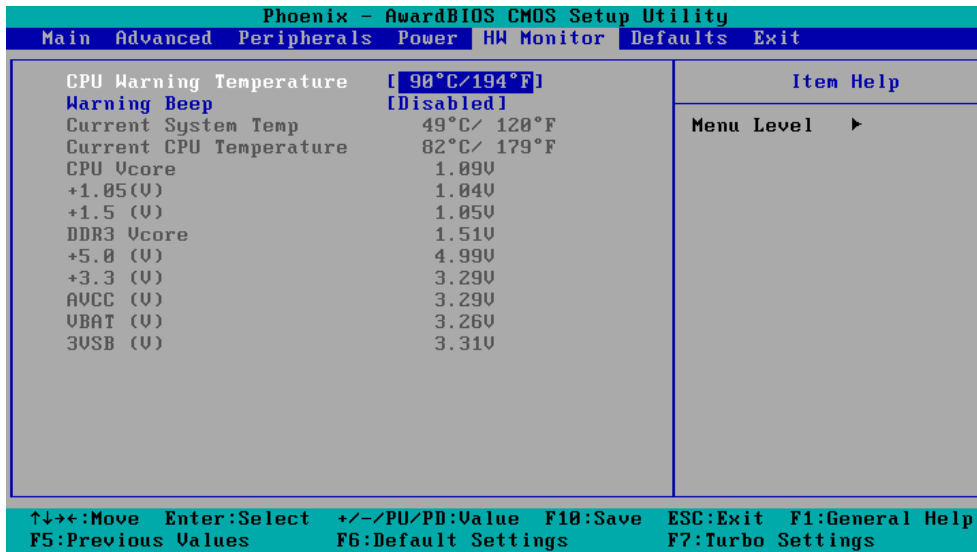 Phoenix - AwardBIOS CMOS Setup Utility
Main Advanced Peripherals Power HW Monitor Defaults Exit
CPU Warning Temperature [ 90°C/194°F] Item Help
Warning Beep [Disabled]
Current System Temp 49°C/ 120°F Menu Level ►
Current CPU Temperature 82°C/ 179°F
CPU Vcore 1.09V
+1.05(V) 1.04V
+1.5 (V) 1.05V
DDR3 Vcore 1.51V
+5.0 (V) 4.99V
+3.3 (V) 3.29V
AVCC (V) 3.29V
VBAT (V) 3.26V
3VSB (V) 3.31V
↑↓→←:Move Enter:Select +/-/PU/PD:Value F10:Save ESC:Exit F1:General Help
F5:Previous Values F6:Default Settings F7:Turbo Settings